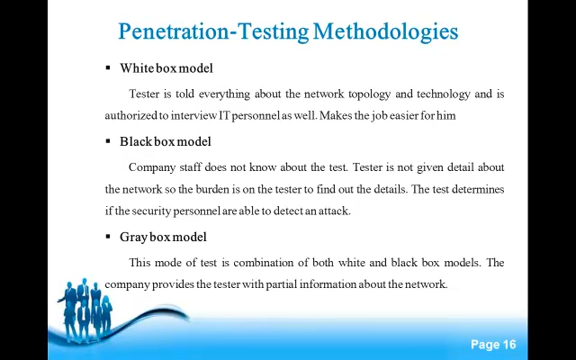 Penetration-Testing Methodologies
▪ White box model
Tester is told everything about the network topology and technology and is
authorized to interview IT personnel as well. Makes the job easier for him
▪ Black box model
Company staff does not know about the test. Tester is not given detail about
the network so the burden is on the tester to find out the details. The test determines
if the security personnel are able to detect an attack.
▪ Gray box model
This mode of test is combination of both white and black box models. The
company provides the tester with partial information about the network.
Page 16